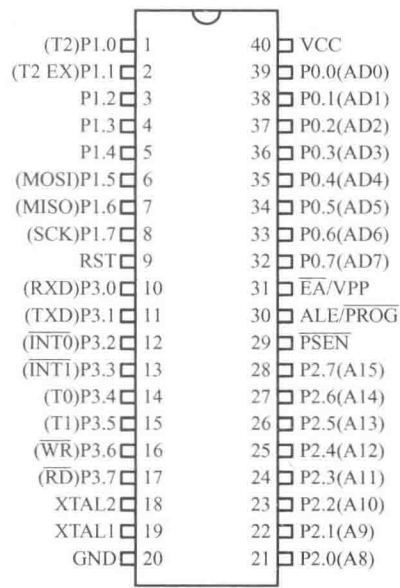 (T2)P1.0 1 40 VCC
(T2 EX)P1.1 2 39 P0.0(AD0)
P1.2 3 38 P0.1(AD1)
P1.3 4 37 P0.2(AD2)
P1.4 5 36 P0.3(AD3)
(MOSI)P1.5 6 35 P0.4(AD4)
(MISO)P1.6 7 34 P0.5(AD5)
(SCK)P1.7 8 33 P0.6(AD6)
RST 9 32 P0.7(AD7)
(RXD)P3.0 10 31 E̅A̅/VPP
(TXD)P3.1 11 30 ALE/P̅R̅O̅G̅
(I̅N̅T̅0̅)P3.2 12 29 P̅S̅E̅N̅
(I̅N̅T̅1̅)P3.3 13 28 P2.7(A15)
(T0)P3.4 14 27 P2.6(A14)
(T1)P3.5 15 26 P2.5(A13)
(W̅R̅)P3.6 16 25 P2.4(A12)
(R̅D̅)P3.7 17 24 P2.3(A11)
XTAL2 18 23 P2.2(A10)
XTAL1 19 22 P2.1(A9)
GND 20 21 P2.0(A8)